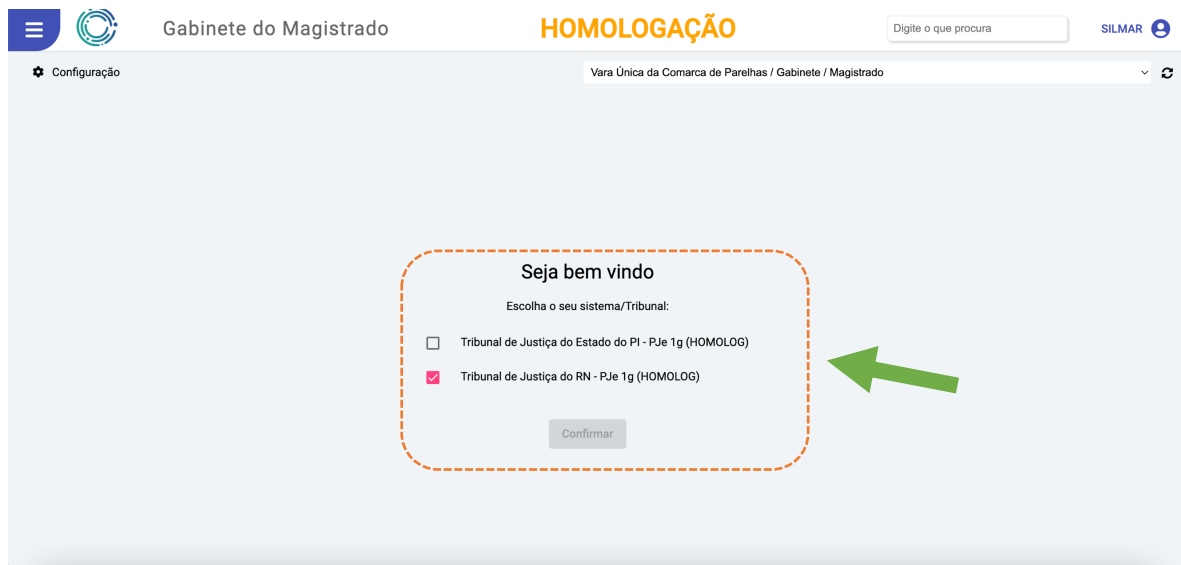 Gabinete do Magistrado
HOMOLOGAÇÃO
Digite o que procura
SILMAR
Configuração
Vara Única da Comarca de Parelhas / Gabinete / Magistrado
Seja bem vindo
Escolha o seu sistema/Tribunal:
Tribunal de Justiça do Estado do PI - PJe 1g (HOMOLOG)
Tribunal de Justiça do RN - PJe 1g (HOMOLOG)
Confirmar